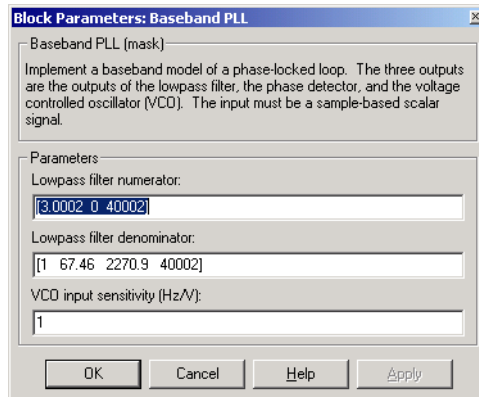 Block Parameters: Baseband PLL
Baseband PLL (mask)
Implement a baseband model of a phase-locked loop. The three outputs
are the outputs of the lowpass filter, the phase detector, and the voltage
controlled oscillator (VCO). The input must be a sample-based scalar
signal.
Parameters
Lowpass filter numerator:
[3.0002 0 40002]
Lowpass filter denominator:
[1 67.46 2270.9 40002]
VCO input sensitivity (Hz/V):
1
OK Cancel Help Apply